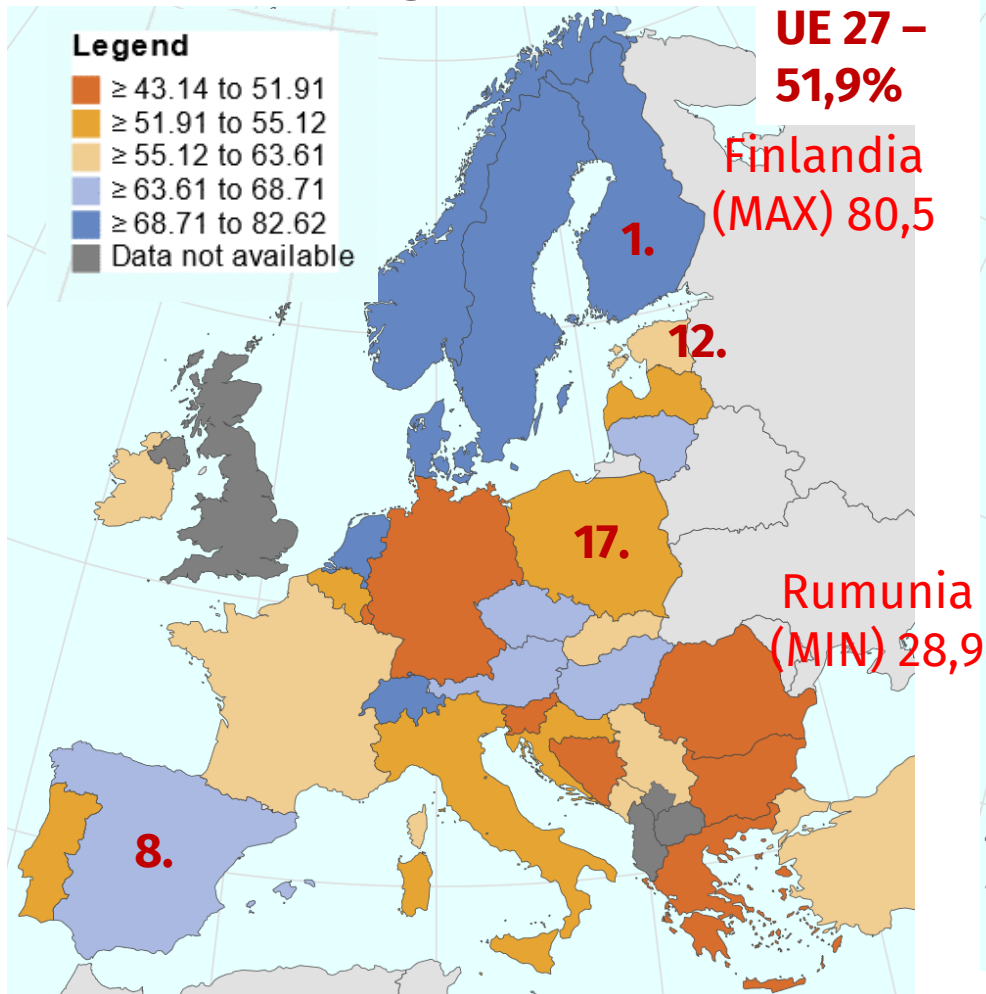 Legend
≥ 43.14 to 51.91
≥ 51.91 to 55.12
≥ 55.12 to 63.61
≥ 63.61 to 68.71
≥ 68.71 to 82.62
Data not available
UE 27 –
51,9%
Finlandia
(MAX) 80,5
1.
12.
17.
Rumunia
(MIN) 28,9
8.